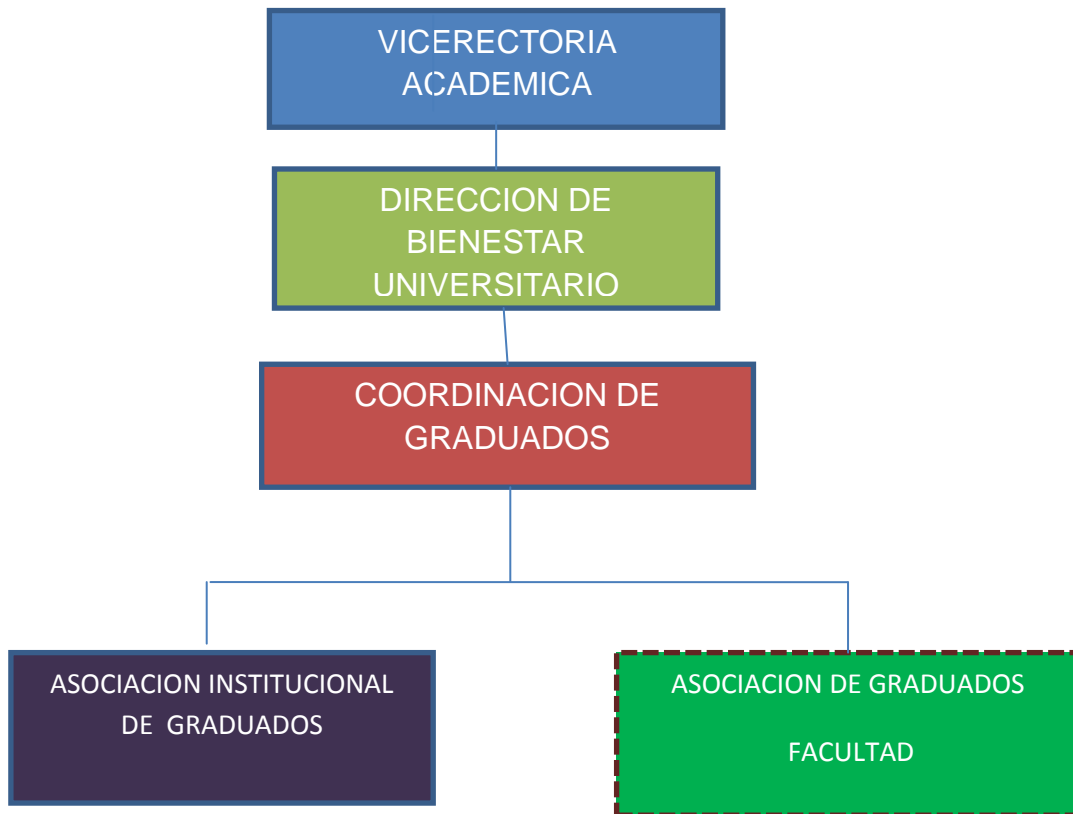 VICERECTORIA
ACADEMICA
DIRECCION DE
BIENESTAR
UNIVERSITARIO
COORDINACION DE
GRADUADOS
ASOCIACION INSTITUCIONAL
DE GRADUADOS
ASOCIACION DE GRADUADOS
FACULTAD